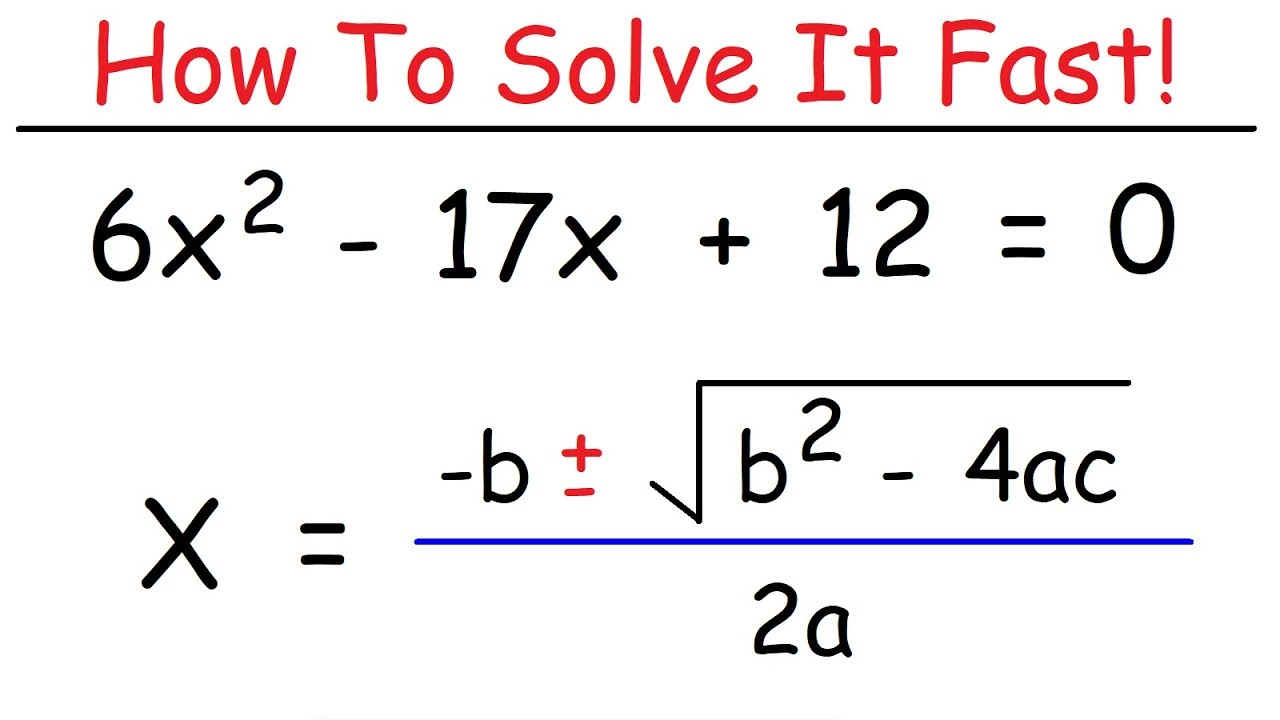 How To Solve It Fast!
6x² - 17x + 12 = 0
X = -b ± √b² - 4ac
2a